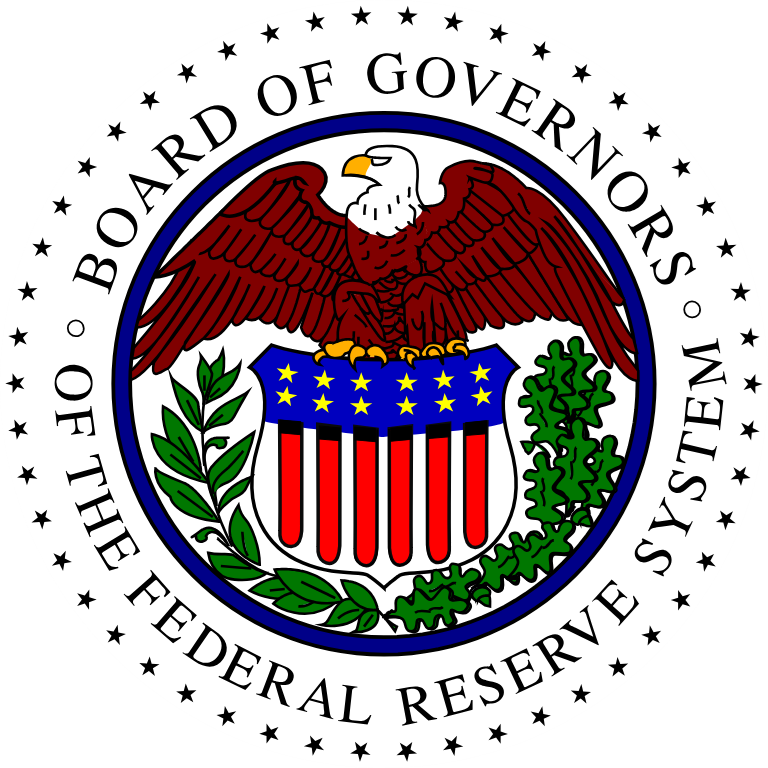 BOARD OF GOVERNORS
OF THE FEDERAL RESERVE SYSTEM